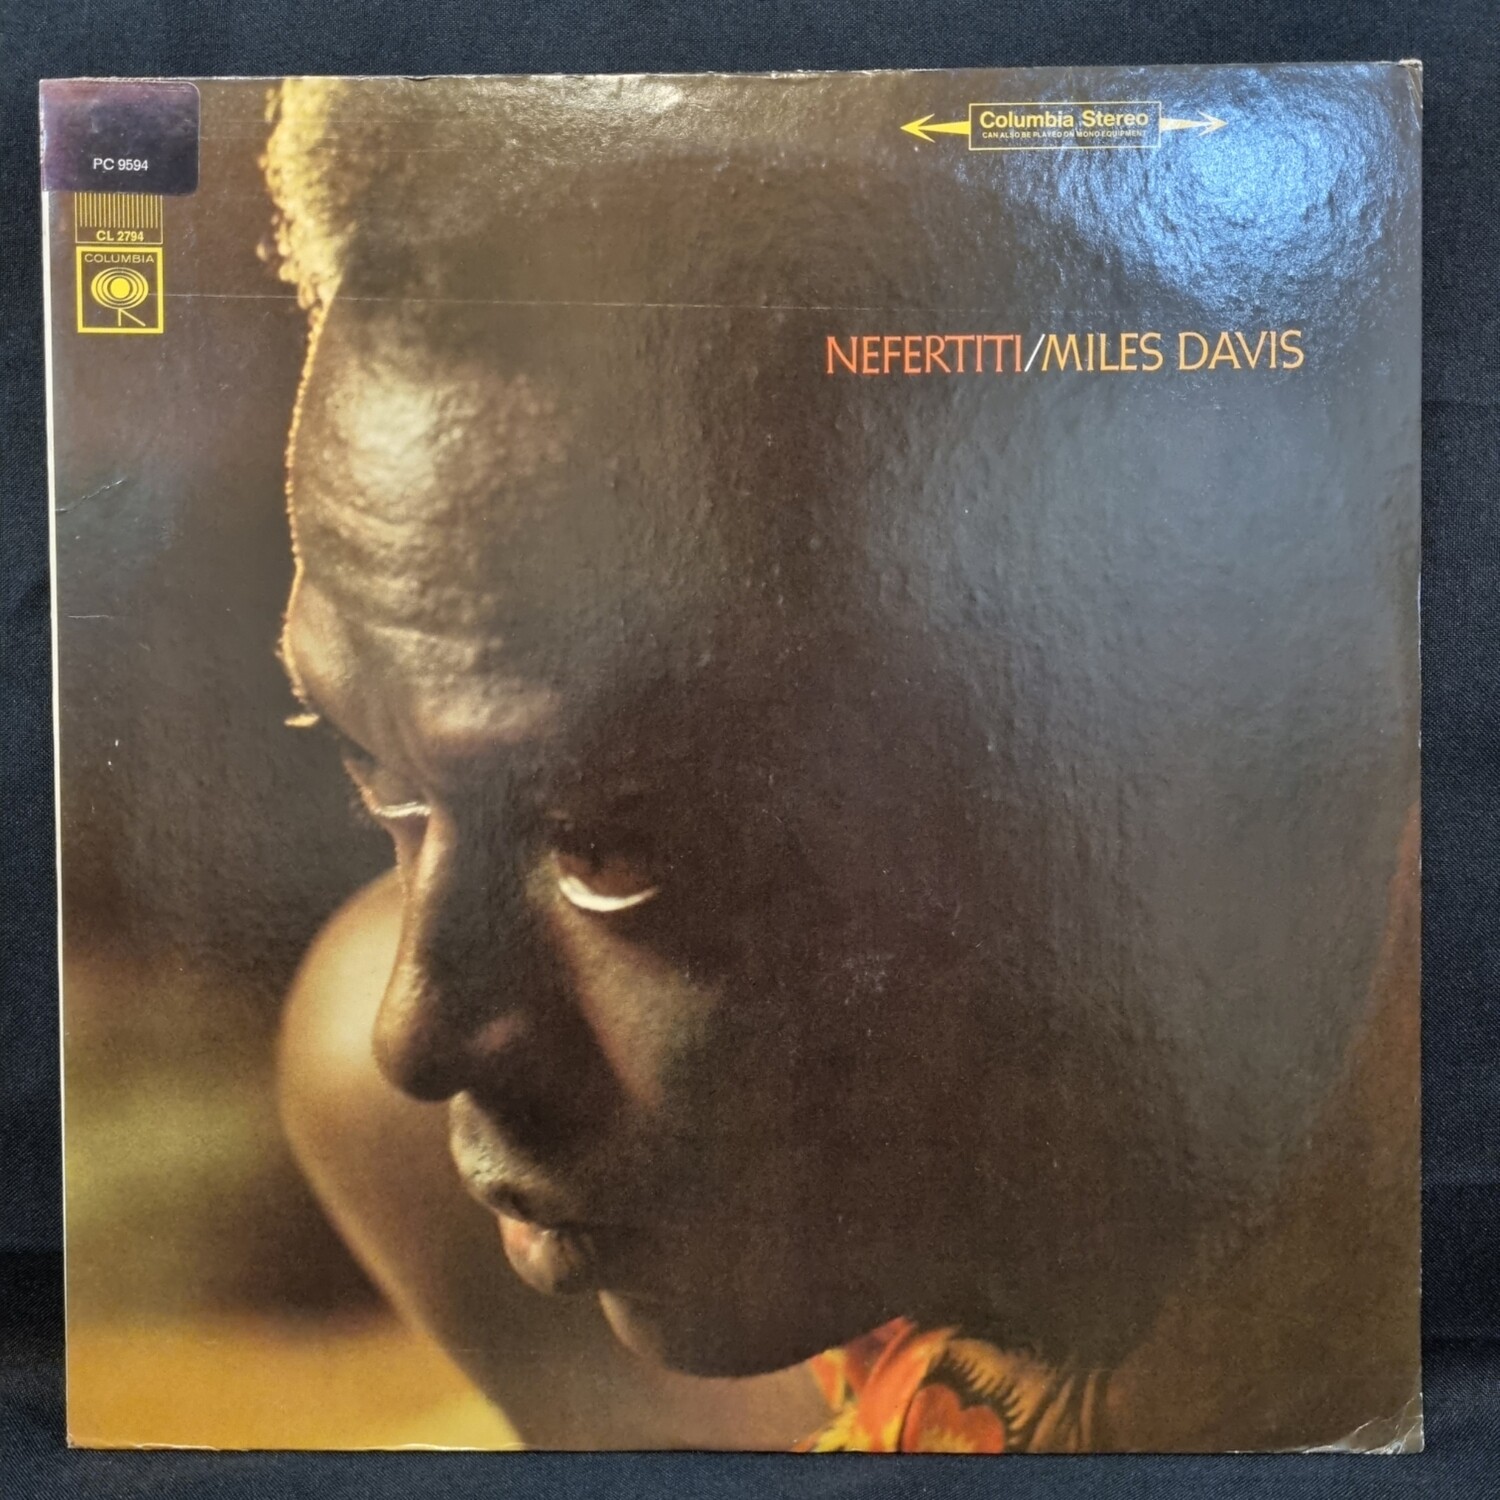 Columbia Stereo
CAN ALSO BE PLAYED ON MONO EQUIPMENT
PC 9594
CL 2794
COLUMBIA
NEFERTITI/MILES DAVIS